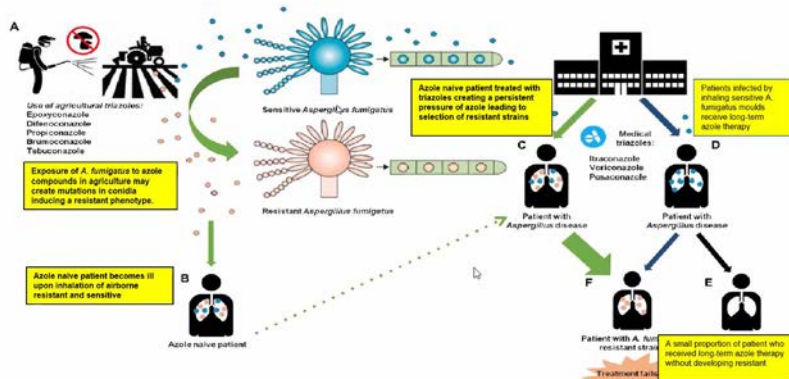 A
Use of agricultural triazoles:
Epoxyconazole
Difenoconazole
Propiconazole
Brumoconazole
Tebuconazole
Exposure of A. fumigatus to azole
compounds in agriculture may
create mutations in conidia
inducing a resistant phenotype.
Sensitive Aspergillus fumigatus
Resistant Aspergillius fumigatus
Azole naive patient becomes ill
upon inhalation of airborne
resistant and sensitive
B
Azole naive patient
Azole naive patient treated with
triazoles creating a persistent
pressure of azole leading to
selection of resistant strains
Patients infected by
inhaling sensitive A.
fumigatus moulds
receive long-term
azole therapy
C
Medical
triazoles:
Itraconazole
Voriconazole
Posaconazole
D
Patient with
Aspergillus disease
Patient with
Aspergillus disease
F
E
Patient with A. fum
resistant strain
Treatment fails
A small proportion of patient who
received long-term azole therapy
without developing resistant